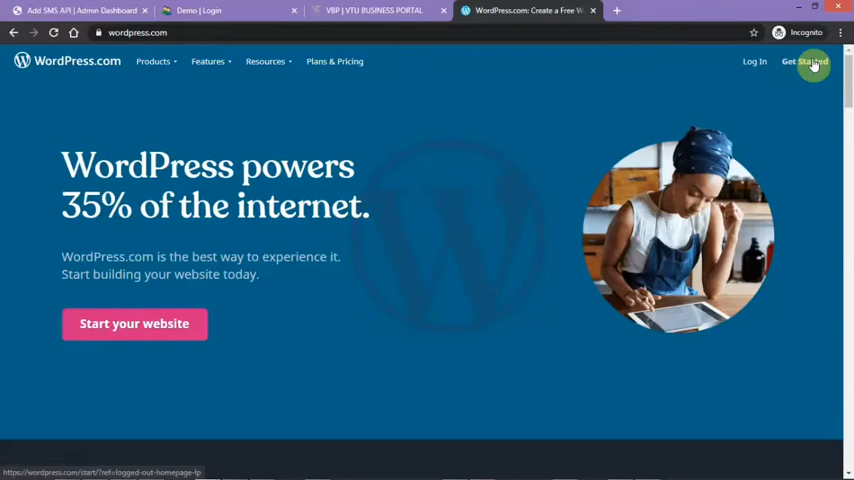 Add SMS API | Admin Dashboard
Demo | Login
VBP | VTU BUSINESS PORTAL
WordPress.com: Create a Free W
wordpress.com
Incognito
WordPress.com
Products
Features
Resources
Plans & Pricing
Log In
Get Started
WordPress powers
35% of the internet.
WordPress.com is the best way to experience it.
Start building your website today.
Start your website
https://wordpress.com/start/?ref=logged-out-homepage-lp